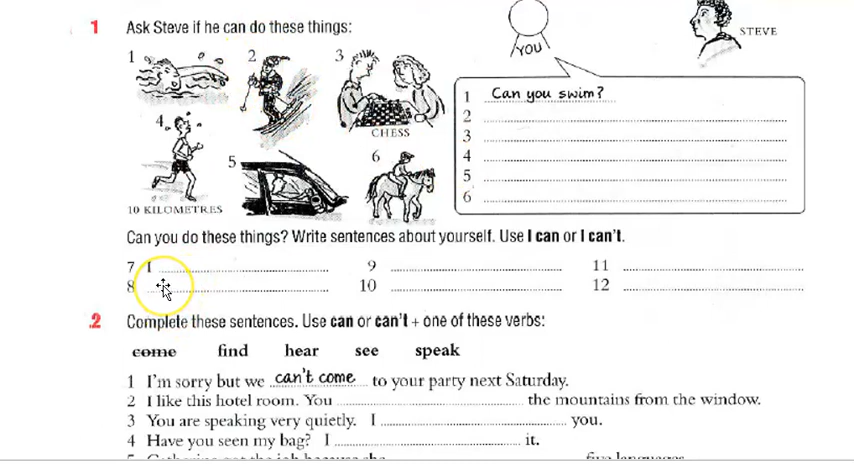 1 Ask Steve if he can do these things:
YOU
STEVE
1
2
3
CHESS
4
10 KILOMETRES
5
6
1 Can you swim?
2
3
4
5
6
Can you do these things? Write sentences about yourself. Use I can or I can't.
7 I 9 11
8 10 12
2 Complete these sentences. Use can or can't + one of these verbs:
come find hear see speak
1 I'm sorry but we can't come to your party next Saturday.
2 I like this hotel room. You the mountains from the window.
3 You are speaking very quietly. I you.
4 Have you seen my bag? I it.